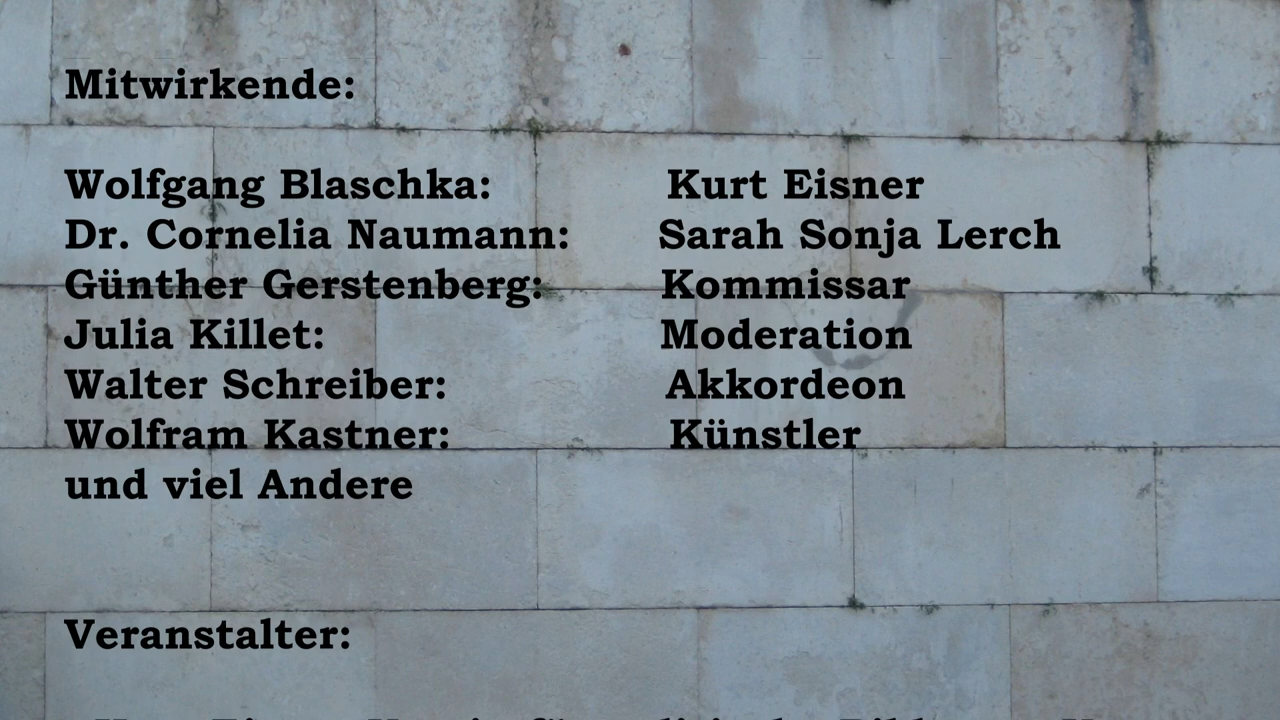 Mitwirkende:
Wolfgang Blaschka: Kurt Eisner
Dr. Cornelia Naumann: Sarah Sonja Lerch
Günther Gerstenberg: Kommissar
Julia Killet: Moderation
Walter Schreiber: Akkordeon
Wolfram Kastner: Künstler
und viel Andere
Veranstalter: